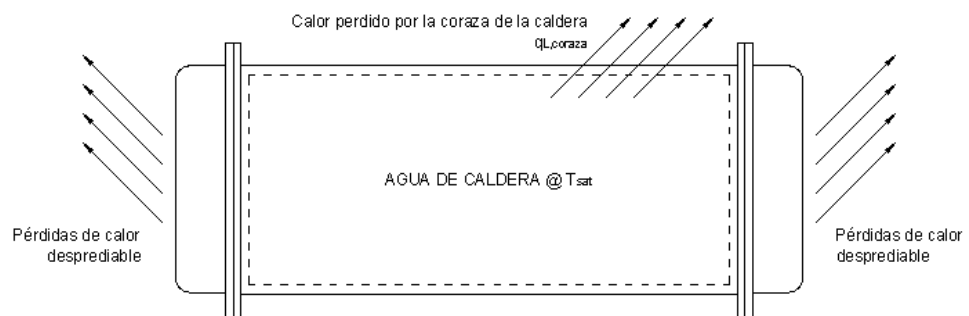 Calor perdido por la coraza de la caldera
q|L,coraza
AGUA DE CALDERA @ Tsat
Pérdidas de calor
desprediable
Pérdidas de calor
desprediable